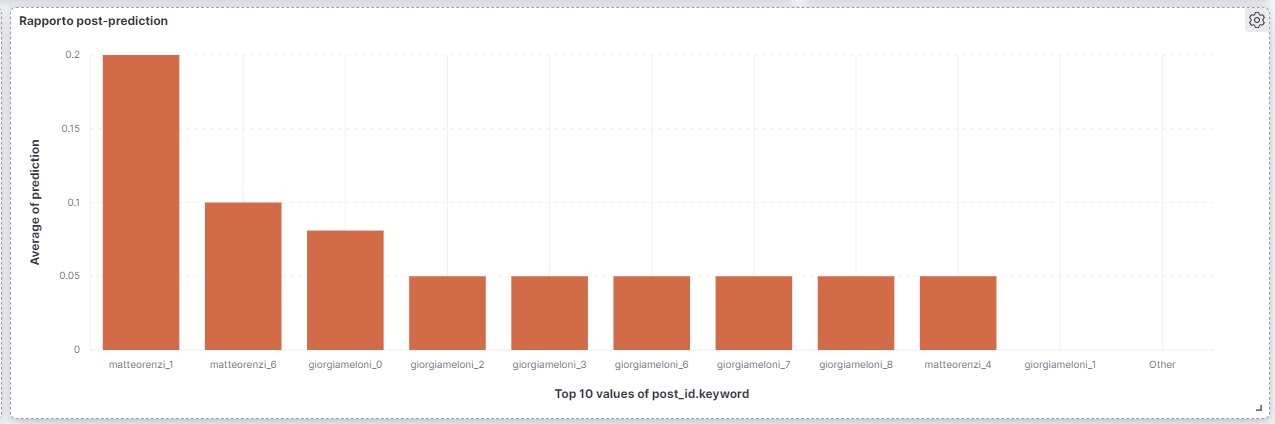 Rapporto post-prediction
0.2
0.15
0.1
0.05
0
Average of prediction
matteorenzi_1 matteorenzi_6 giorgiameloni_0 giorgiameloni_2 giorgiameloni_3 giorgiameloni_6 giorgiameloni_7 giorgiameloni_8 matteorenzi_4 giorgiameloni_1 Other
Top 10 values of post_id.keyword